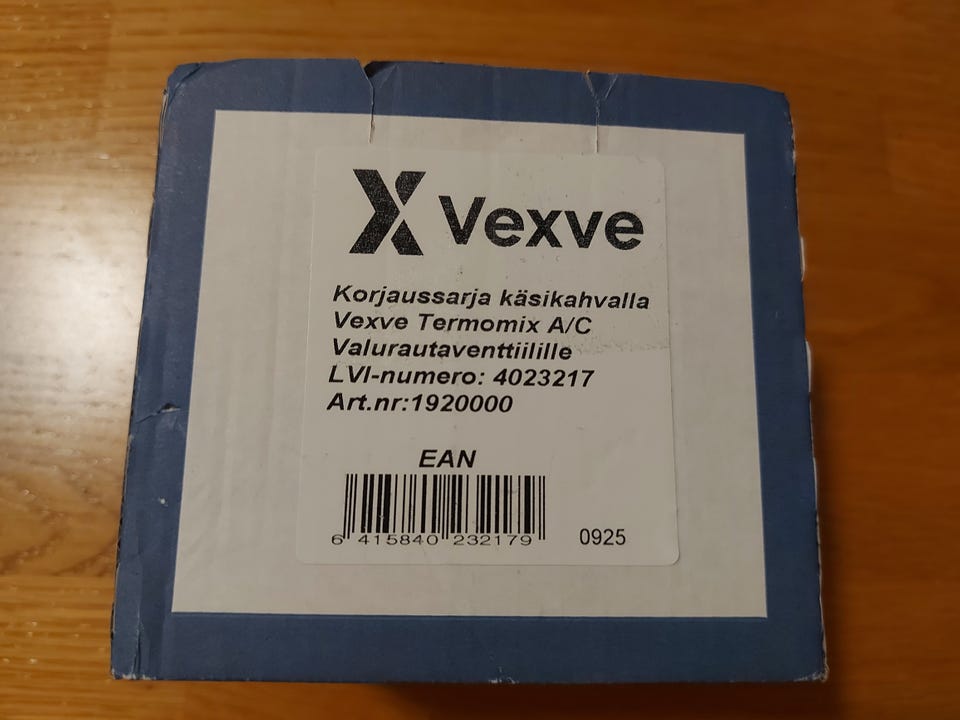 Vexve
Korjaussarja käsikahvalla
Vexve Termomix A/C
Valurautaventtiilille
LVI-numero: 4023217
Art.nr:1920000
EAN
6 415840 232179
0925